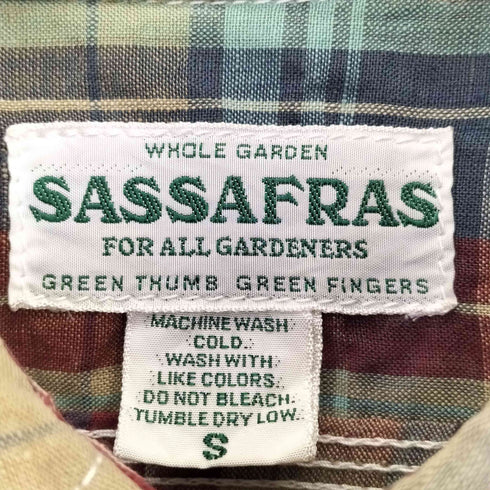 WHOLE GARDEN
SASSAFRAS
FOR ALL GARDENERS
GREEN THUMB GREEN FINGERS
MACHINE WASH
COLD.
WASH WITH
LIKE COLORS.
DO NOT BLEACH.
TUMBLE DRY LOW.
S